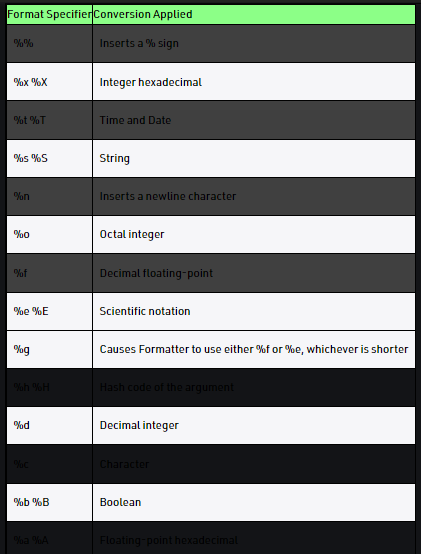 Format Specifier Conversion Applied
%% Inserts a % sign
%x %X Integer hexadecimal
%t %T Time and Date
%s %S String
%n Inserts a newline character
%o Octal integer
%f Decimal floating-point
%e %E Scientific notation
%g Causes Formatter to use either %f or %e, whichever is shorter
%h %H Hash code of the argument
%d Decimal integer
%c Character
%b %B Boolean
%a %A Floating-point hexadecimal